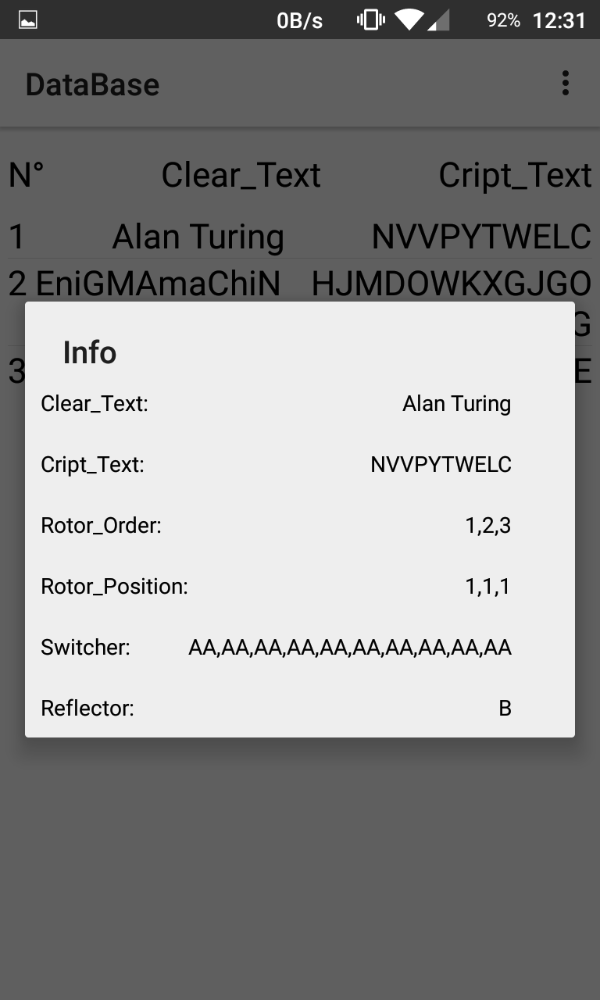 0B/s 92% 12:31
DataBase
N° Clear_Text Cript_Text
1 Alan Turing NVVPYTWELC
2 EniGMAmaChiN HJMDOWKXGJGO
G
3 E
Info
Clear_Text: Alan Turing
Cript_Text: NVVPYTWELC
Rotor_Order: 1,2,3
Rotor_Position: 1,1,1
Switcher: AA,AA,AA,AA,AA,AA,AA,AA,AA,AA
Reflector: B